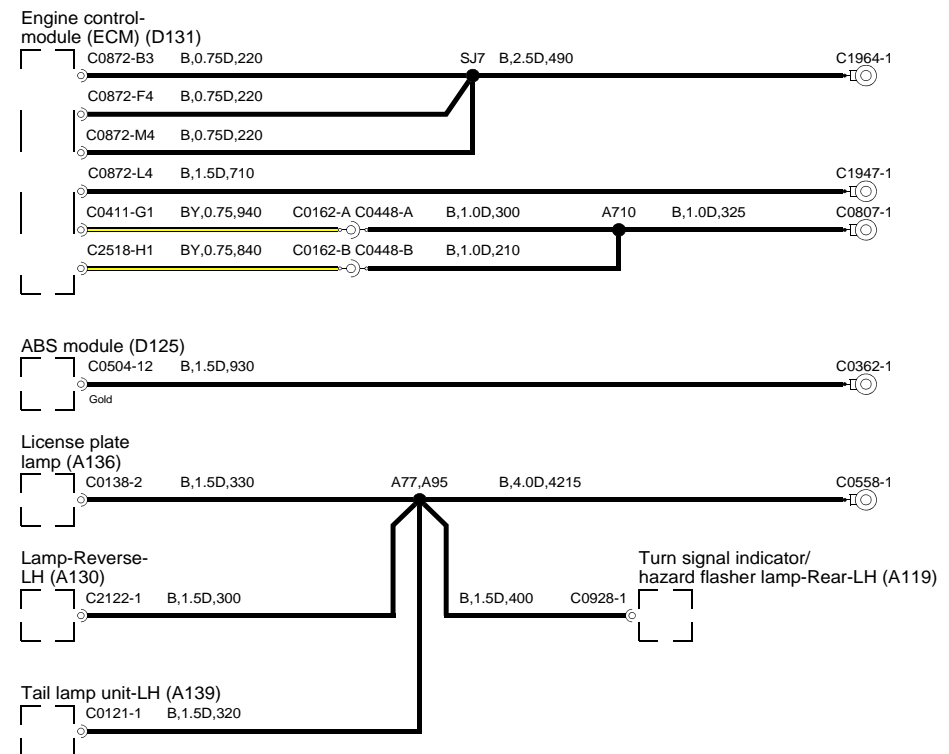 Engine control-
module (ECM) (D131)
C0872-B3 B,0.75D,220 SJ7 B,2.5D,490 C1964-1
C0872-F4 B,0.75D,220
C0872-M4 B,0.75D,220
C0872-L4 B,1.5D,710 C1947-1
C0411-G1 BY,0.75,940 C0162-A C0448-A B,1.0D,300 A710 B,1.0D,325 C0807-1
C2518-H1 BY,0.75,840 C0162-B C0448-B B,1.0D,210
ABS module (D125)
C0504-12 B,1.5D,930 C0362-1
Gold
License plate
lamp (A136)
C0138-2 B,1.5D,330 A77,A95 B,4.0D,4215 C0558-1
Lamp-Reverse-
LH (A130)
Turn signal indicator/
hazard flasher lamp-Rear-LH (A119)
C2122-1 B,1.5D,300 B,1.5D,400 C0928-1
Tail lamp unit-LH (A139)
C0121-1 B,1.5D,320